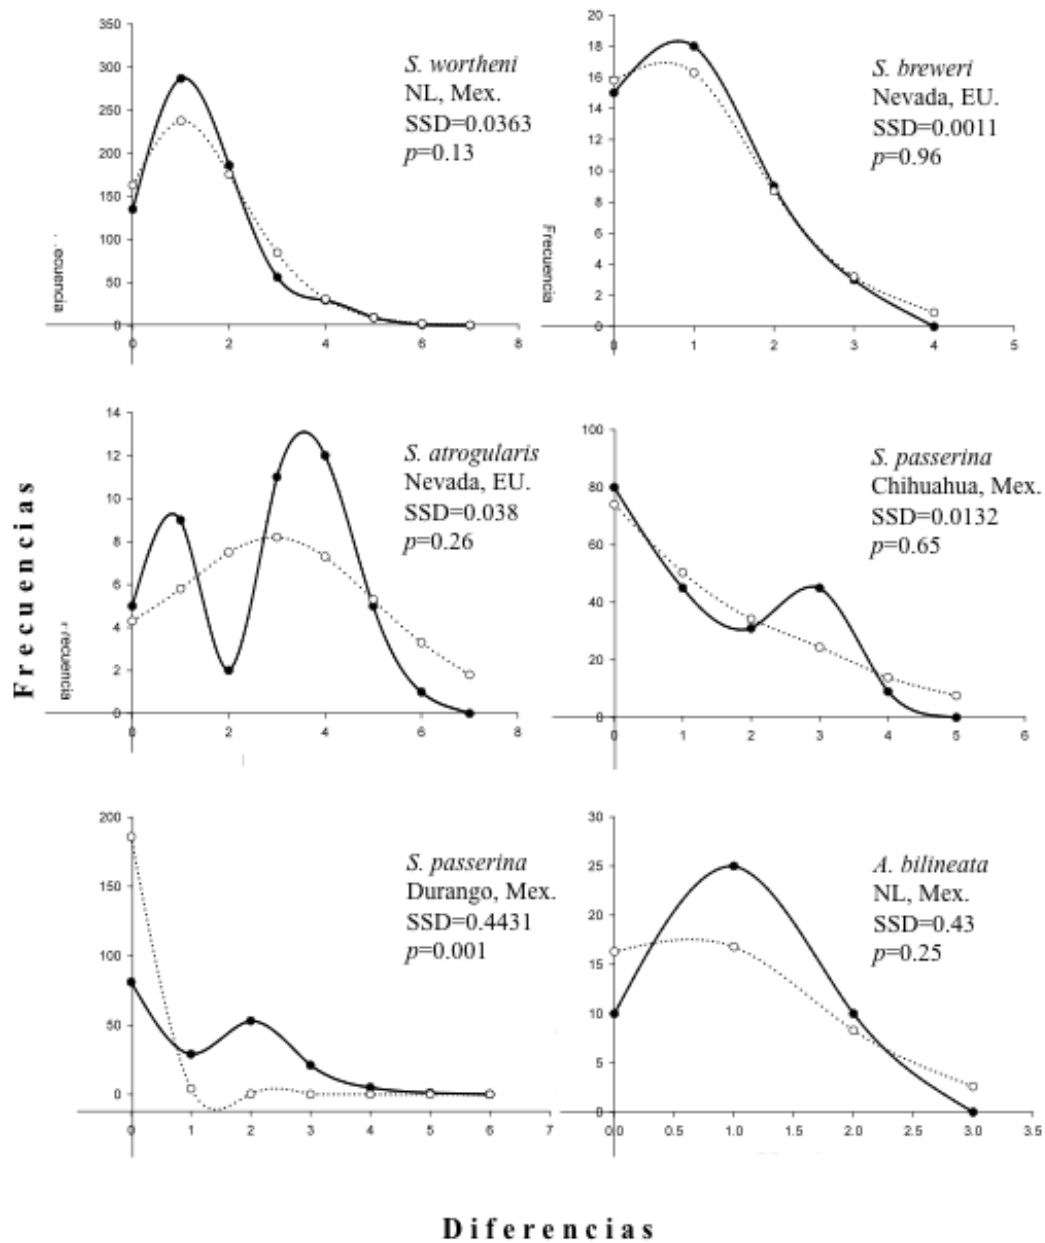 350
300
250
200
150
100
50
0
0 2 4 6 8
S. wortheni
NL, Mex.
SSD=0.0363
p=0.13
ecuencia
20
18
16
14
12
10
8
6
4
2
0
0 1 2 3 4 5
S. breweri
Nevada, EU.
SSD=0.0011
p=0.96
Frecuencia
Frecuencias
14
12
10
8
6
4
2
0
0 2 4 6 8
S. atrogularis
Nevada, EU.
SSD=0.038
p=0.26
recuencia
100
80
60
40
20
0
0 1 2 3 4 5 6
S. passerina
Chihuahua, Mex.
SSD=0.0132
p=0.65
200
150
100
50
0
0 1 2 3 4 5 6 7
S. passerina
Durango, Mex.
SSD=0.4431
p=0.001
30
25
20
15
10
5
0
0.0 0.5 1.0 1.5 2.0 2.5 3.0 3.5
A. bilineata
NL, Mex.
SSD=0.43
p=0.25
Diferencias